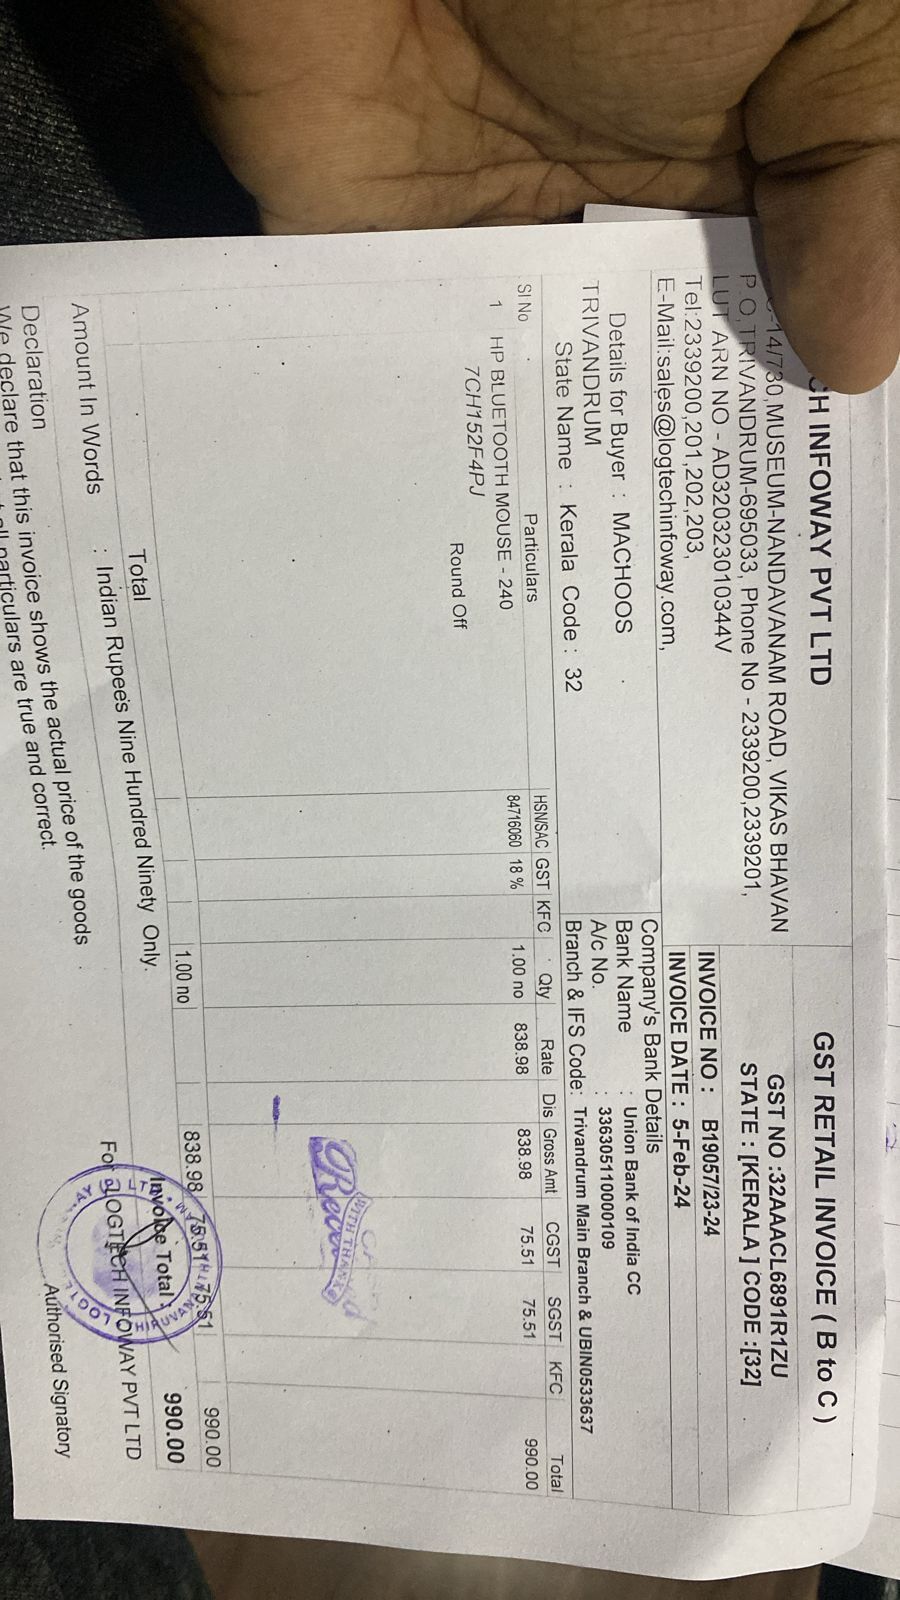 CH INFOWAY PVT LTD
-14/730,MUSEUM-NANDAVANAM ROAD, VIKAS BHAVAN
P.O,TRIVANDRUM-695033, Phone No - 2339200,2339201,
LUT ARN NO - AD320323010344V
Tel:2339200,201,202,203,
E-Mail:sales@logtechinfoway.com,
GST RETAIL INVOICE ( B to C )
GST NO :32AAACL6891R1ZU
STATE : [KERALA ] CODE :[32]
INVOICE NO : B19057/23-24
INVOICE DATE : 5-Feb-24
Details for Buyer : MACHOOS
TRIVANDRUM
State Name : Kerala Code : 32
Company's Bank Details
Bank Name : Union Bank of India CC
A/c No. : 336305110000109
Branch & IFS Code: Trivandrum Main Branch & UBIN0533637
SI No Particulars HSN/SAC GST KFC Qty Rate Dis Gross Amt CGST SGST KFC Total
1 HP BLUETOOTH MOUSE - 240 84716060 18 % 1.00 no 838.98 838.98 75.51 75.51 990.00
7CH152F4PJ
Round Off
Received
WITH THANKS
Total 1.00 no 838.98 75.51 75.51 990.00
Invoice Total : 990.00
Amount In Words : Indian Rupees Nine Hundred Ninety Only.
For LOGTECH INFOWAY PVT LTD
Authorised Signatory
Declaration
We declare that this invoice shows the actual price of the goods
all particulars are true and correct.